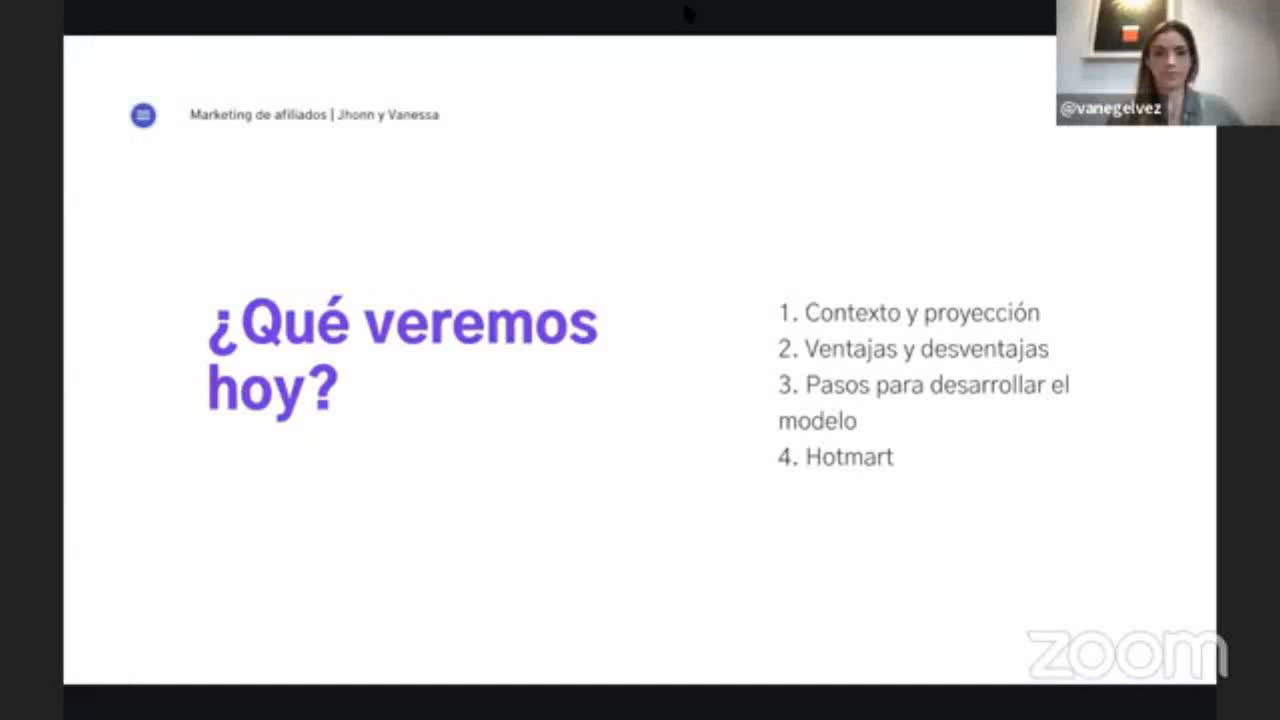 Marketing de afiliados | Jhonn y Vanessa
@vanegelvez
¿Qué veremos
hoy?
1. Contexto y proyección
2. Ventajas y desventajas
3. Pasos para desarrollar el
modelo
4. Hotmart
zoom